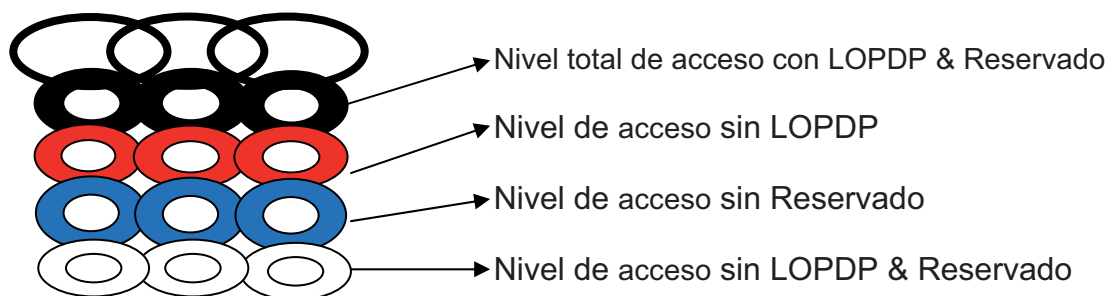 Nivel total de acceso con LOPDP & Reservado
Nivel de acceso sin LOPDP
Nivel de acceso sin Reservado
Nivel de acceso sin LOPDP & Reservado